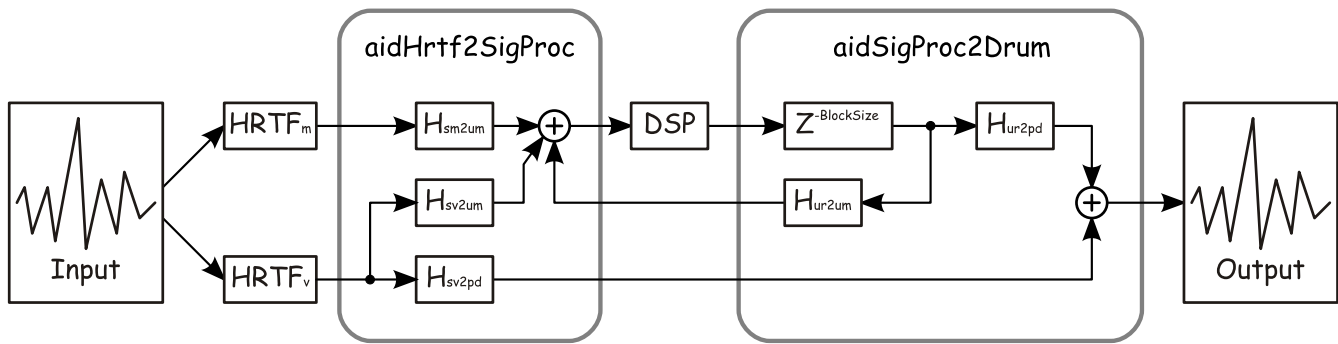 aidHrtf2SigProc
aidSigProc2Drum
Input
HRTFm
HRTFv
Hsm2um
Hsv2um
Hsv2pd
+
DSP
Z-BlockSize
Hur2um
Hur2pd
+
Output